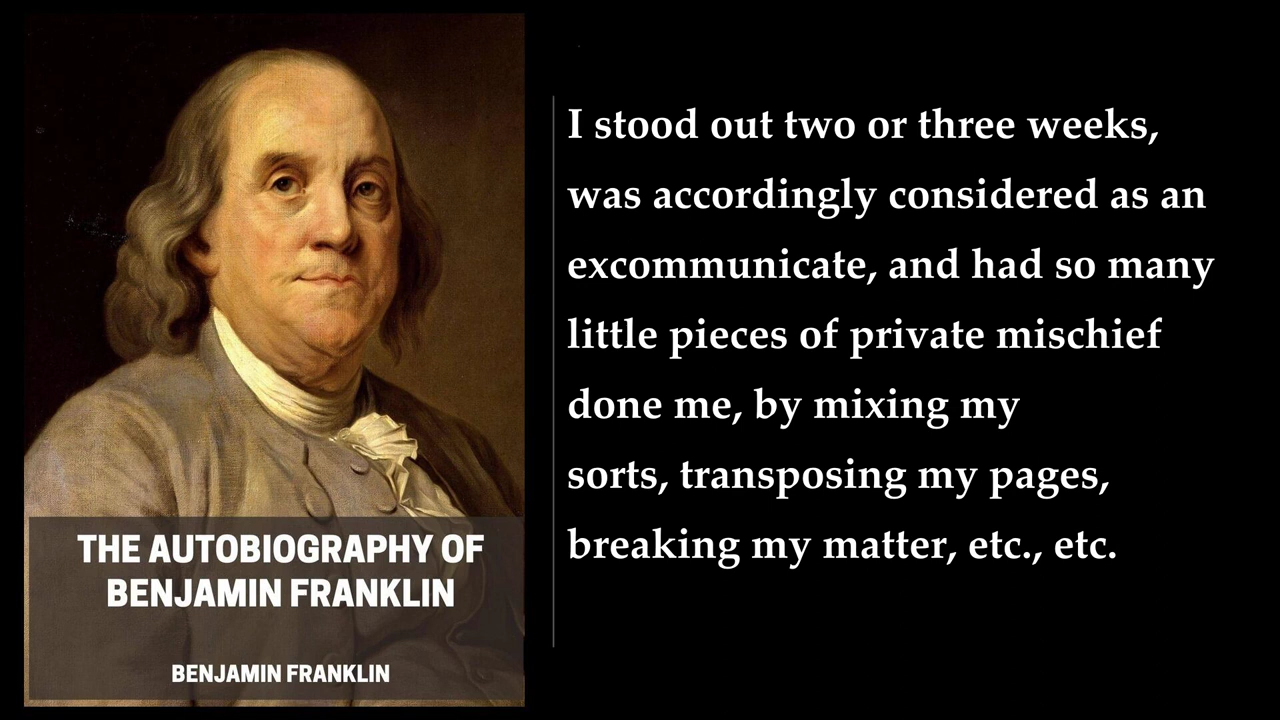 THE AUTOBIOGRAPHY OF
BENJAMIN FRANKLIN
BENJAMIN FRANKLIN
I stood out two or three weeks,
was accordingly considered as an
excommunicate, and had so many
little pieces of private mischief
done me, by mixing my
sorts, transposing my pages,
breaking my matter, etc., etc.